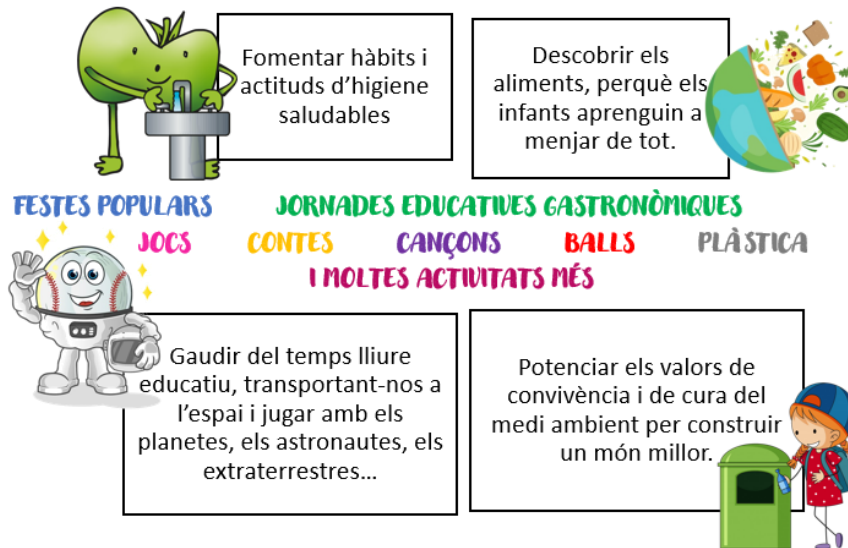 Fomentar hàbits i
actituds d’higiene
saludables
Descobrir els
aliments, perquè els
infants aprenguin a
menjar de tot.
FESTES POPULARS
JORNADES EDUCATIVES GASTRONÒMIQUES
JOCS
CONTES
CANÇONS
BALLS
PLÀSTICA
I MOLTES ACTIVITATS MÉS
Gaudir del temps lliure
educatiu, transportant-nos a
l’espai i jugar amb els
planetes, els astronautes, els
extraterrestres...
Potenciar els valors de
convivència i de cura del
medi ambient per construir
un món millor.